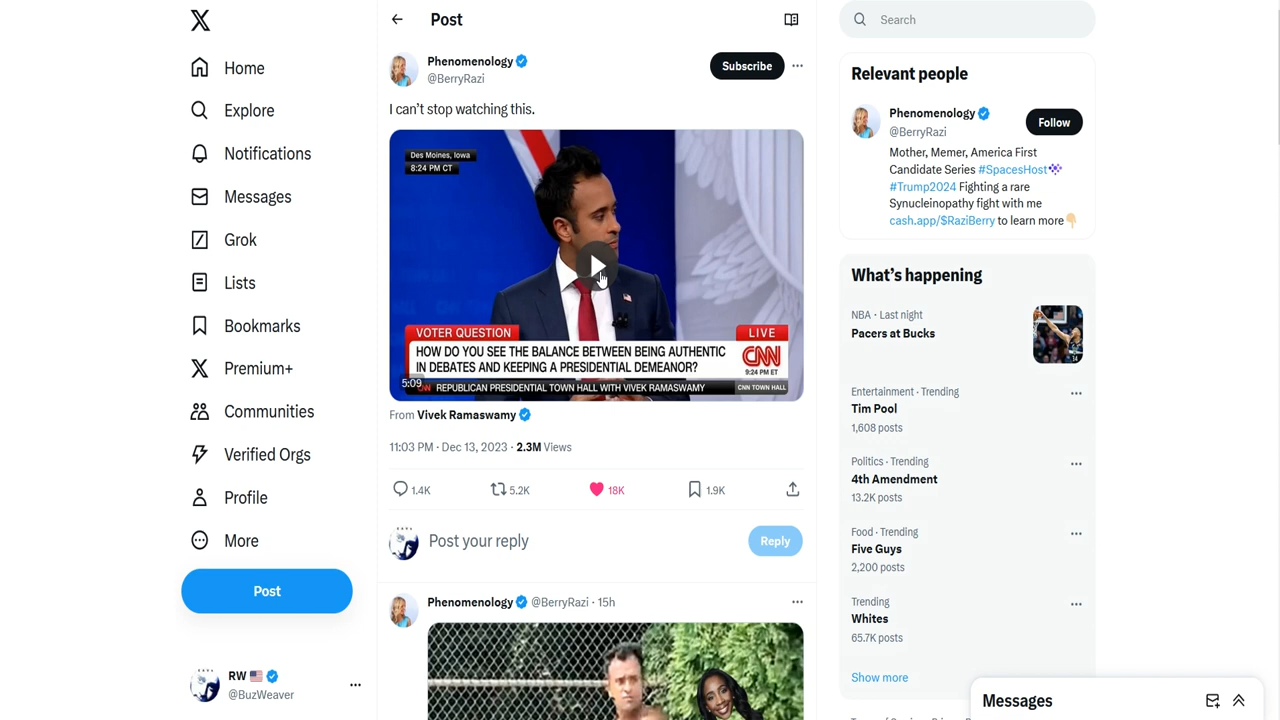 Home
Explore
Notifications
Messages
Grok
Lists
Bookmarks
Premium+
Communities
Verified Orgs
Profile
More
Post
RW
@BuzWeaver
Post
Phenomenology
@BerryRazi
Subscribe
I can't stop watching this.
Des Moines, Iowa
8:24 PM CT
VOTER QUESTION
LIVE
HOW DO YOU SEE THE BALANCE BETWEEN BEING AUTHENTIC
IN DEBATES AND KEEPING A PRESIDENTIAL DEMEANOR?
CNN
9:24 PM ET
5:09
CNN REPUBLICAN PRESIDENTIAL TOWN HALL WITH VIVEK RAMASWAMY
CNN TOWN HALL
From Vivek Ramaswamy
11:03 PM · Dec 13, 2023 · 2.3M Views
1.4K 5.2K 18K 1.9K
Post your reply
Reply
Phenomenology @BerryRazi · 15h
Search
Relevant people
Phenomenology
@BerryRazi
Follow
Mother, Memer, America First
Candidate Series #SpacesHost
#Trump2024 Fighting a rare
Synucleinopathy fight with me
cash.app/$RaziBerry to learn more
What's happening
NBA · Last night
Pacers at Bucks
Entertainment · Trending
Tim Pool
1,608 posts
Politics · Trending
4th Amendment
13.2K posts
Food · Trending
Five Guys
2,200 posts
Trending
Whites
65.7K posts
Show more
Messages